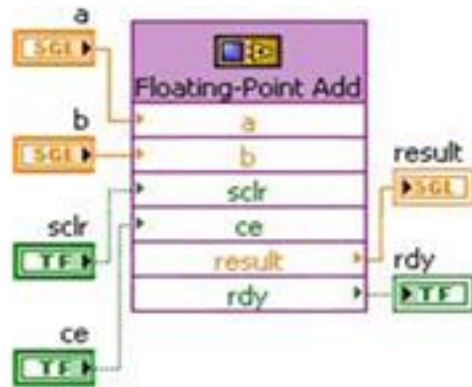 a
SGL
Floating-Point Add
a
b
SGL
b
result
SGL
sclr
TF
sclr
ce
result
rdy
TF
rdy
ce
TF